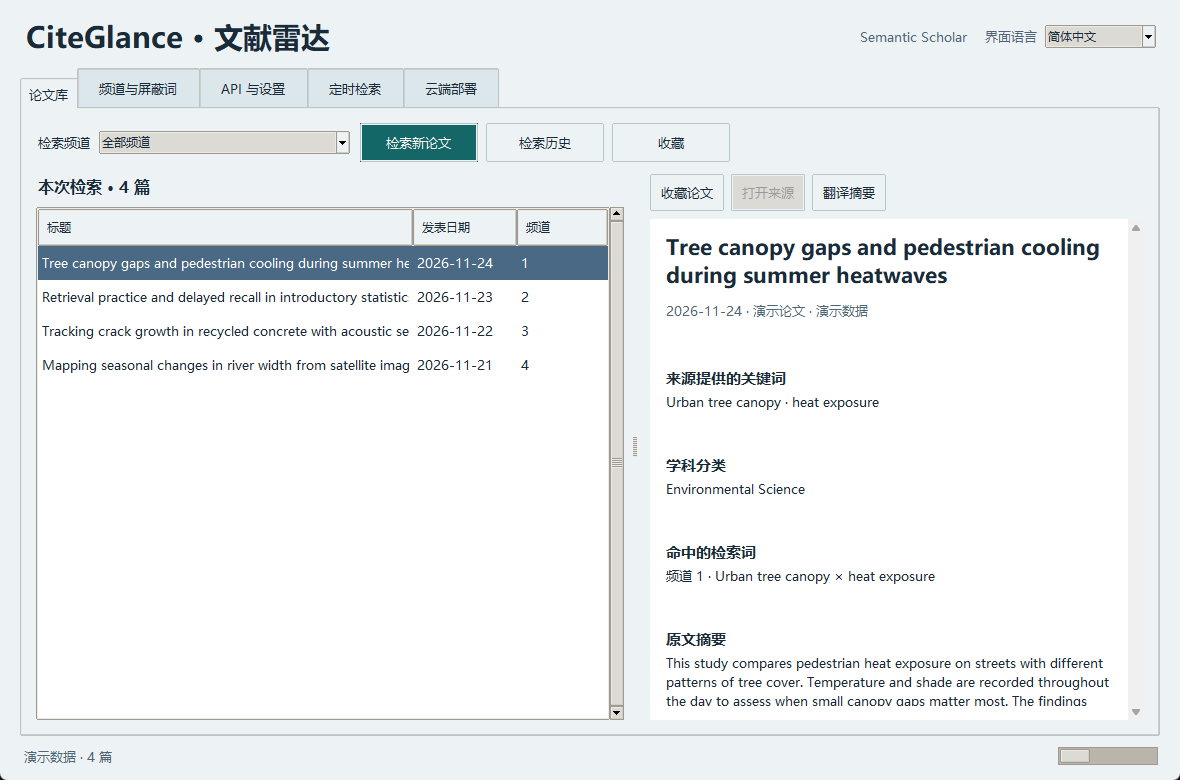 CiteGlance • 文献雷达
Semantic Scholar 界面语言 简体中文
论文库 频道与屏蔽词 API 与设置 定时检索 云端部署
检索频道 全部频道 检索新论文 检索历史 收藏
本次检索 • 4 篇
标题 发表日期 频道
Tree canopy gaps and pedestrian cooling during summer he 2026-11-24 1
Retrieval practice and delayed recall in introductory statistic 2026-11-23 2
Tracking crack growth in recycled concrete with acoustic se 2026-11-22 3
Mapping seasonal changes in river width from satellite imag 2026-11-21 4
收藏论文 打开来源 翻译摘要
Tree canopy gaps and pedestrian cooling
during summer heatwaves
2026-11-24 · 演示论文 · 演示数据
来源提供的关键词
Urban tree canopy · heat exposure
学科分类
Environmental Science
命中的检索词
频道 1 · Urban tree canopy × heat exposure
原文摘要
This study compares pedestrian heat exposure on streets with different
patterns of tree cover. Temperature and shade are recorded throughout
the day to assess when small canopy gaps matter most. The findings
演示数据 · 4 篇